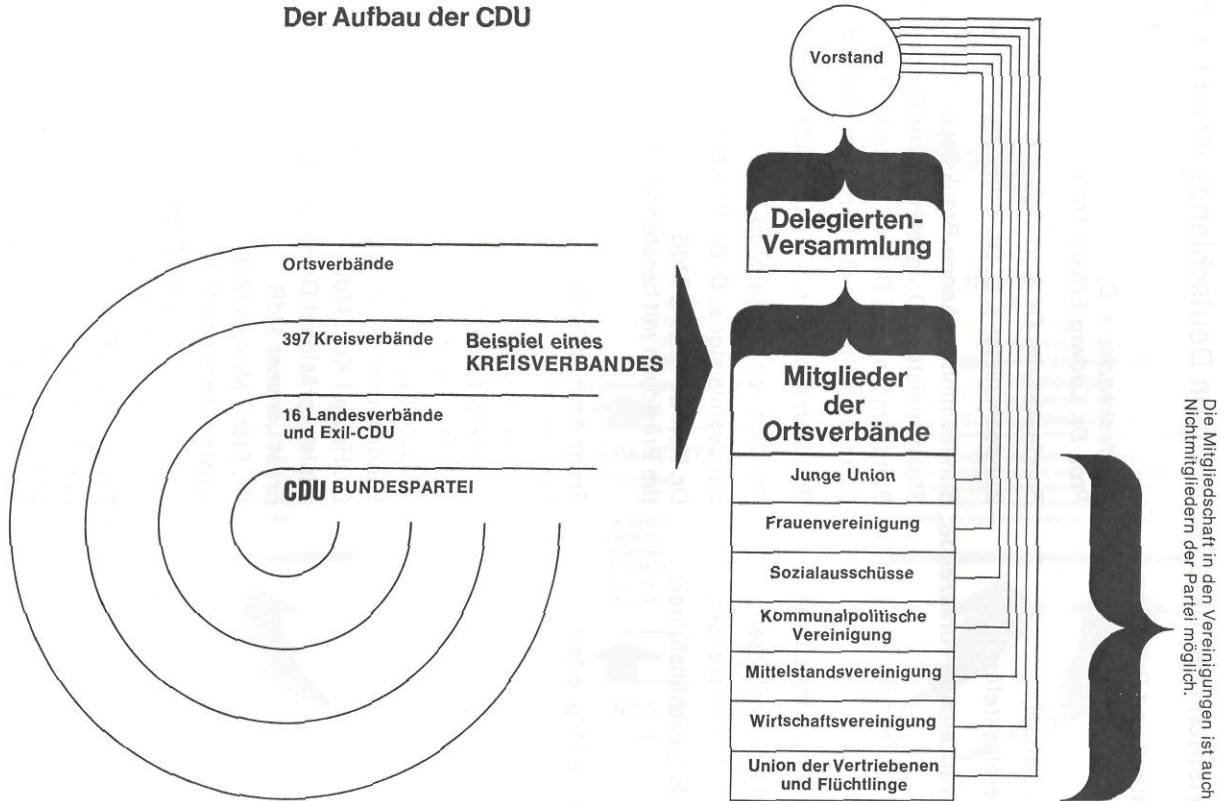 Der Aufbau der CDU
Ortsverbände
397 Kreisverbände
16 Landesverbände
und Exil-CDU
CDU BUNDESPARTEI
Beispiel eines
KREISVERBANDES
Vorstand
Delegierten-
Versammlung
Mitglieder
der
Ortsverbände
Junge Union
Frauenvereinigung
Sozialausschüsse
Kommunalpolitische
Vereinigung
Mittelstandsvereinigung
Wirtschaftsvereinigung
Union der Vertriebenen
und Flüchtlinge
Die Mitgliedschaft in den Vereinigungen ist auch
Nichtmitgliedern der Partei möglich.